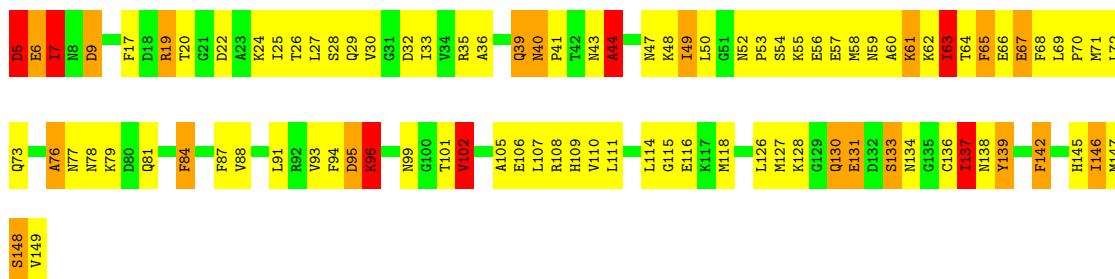 D5 E6 I7 N8 D9 F17 D18 R19 T20 G21 D22 A23 K24 I25 T26 L27 S28 Q29 V30 G31 D32 I33 V34 R35 A36 Q39 N40 P41 T42 N43 A44 N47 K48 I49 L50 G51 N52 P53 S54 K55 E56 E57 M58 N59 A60 K61 K62 I63 T64 F65 E66 E67 F68 L69 P70 M71
Q73 A76 N77 N78 K79 D80 Q81 F84 F87 V88 L91 R92 V93 F94 D95 K96 N99 G100 T101 V102 A105 E106 L107 R108 H109 V110 L111 L114 G115 E116 K117 M118 L126 M127 K128 G129 Q130 E131 D132 S133 N134 G135 C136 I137 N138 Y139 F142 H145 I146 M147
S148 V149